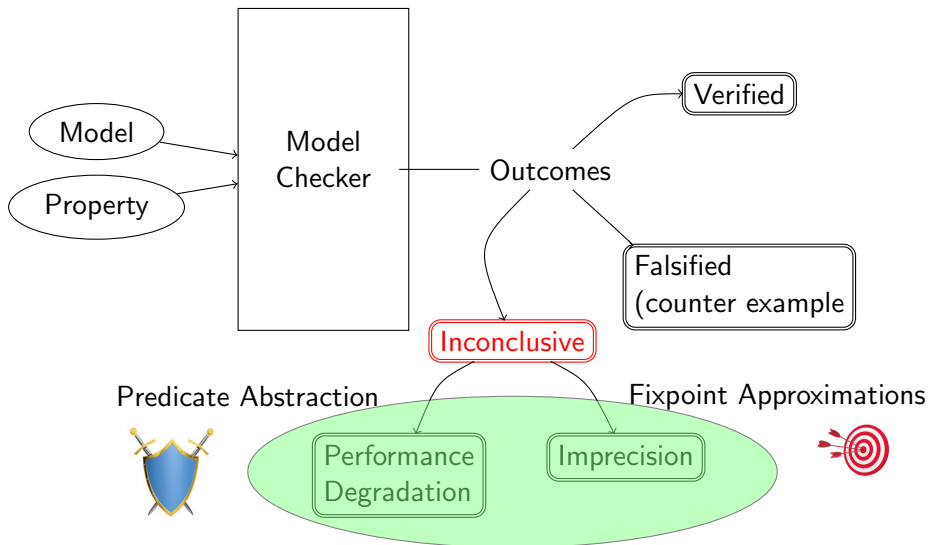 Model
Property
Model
Checker
Outcomes
Verified
Falsified
(counter example
Inconclusive
Predicate Abstraction
Fixpoint Approximations
Performance
Degradation
Imprecision